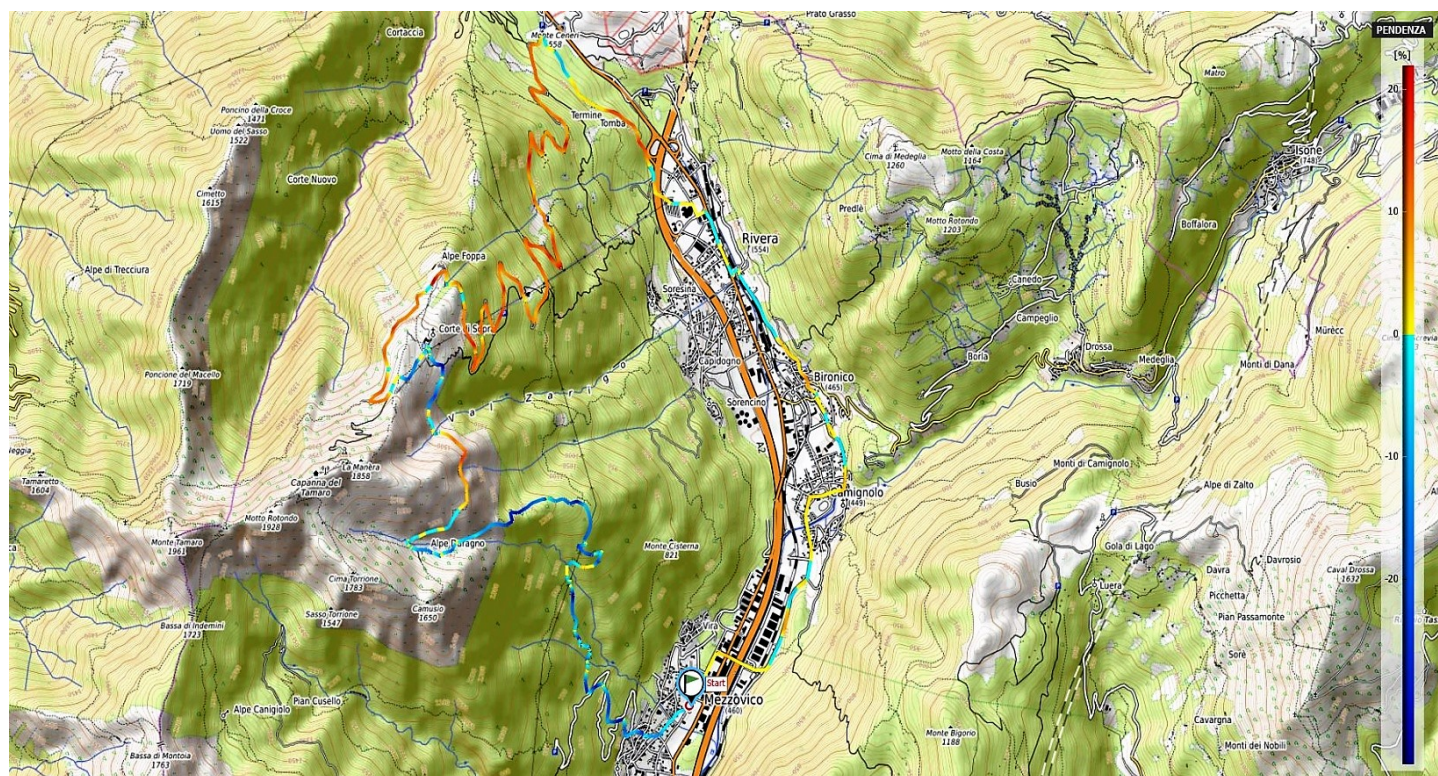 Prato Grasso
Cortaccia
Monte Ceneri
558
PENDENZA
[%]
Matro
20
Poncino della Croce
1471
Uomo del Sasso
1522
Termine
Tomba
Isone
(748)
Cima di Medeglia
1260
Motto della Costa
1164
Corte Nuovo
Cimetto
1615
Predlé
Motto Rotondo
1203
10
Boffalora
Rivera
(554)
Alpe Foppa
Alpe di Trecciura
Canedo
Soresina
Campeglio
Corte di Sopra
Mürècc
0
Capidogno
Borla
Drossa
Medeglia
Monti di Dana
Poncione del Macello
1719
Bironico
(465)
Val Zarigo
Sorencino
A2
La Manèra
1858
Capanna del
Tamaro
Tamaretto
1604
Monti di Camignolo
-10
Busio
Alpe di Zalto
Camignolo
(449)
Motto Rotondo
1928
Monte Tamaro
1961
Alpe Duragno
Monte Cisterna
821
Gola di Lago
Davrosio
Davra
Caval Drossa
1632
Cima Torrione
1783
Luera
-20
Picchetta
Camusio
1650
Sasso Torrione
1547
Pian Passamonte
Bassa di Indemini
1723
Vira
Sorè
Start
Mezzovico
(460)
Pian Cusello
Alpe Canigiolo
Cavargna
Monte Bigorio
1188
Monti dei Nobili
Bassa di Montoia
1763